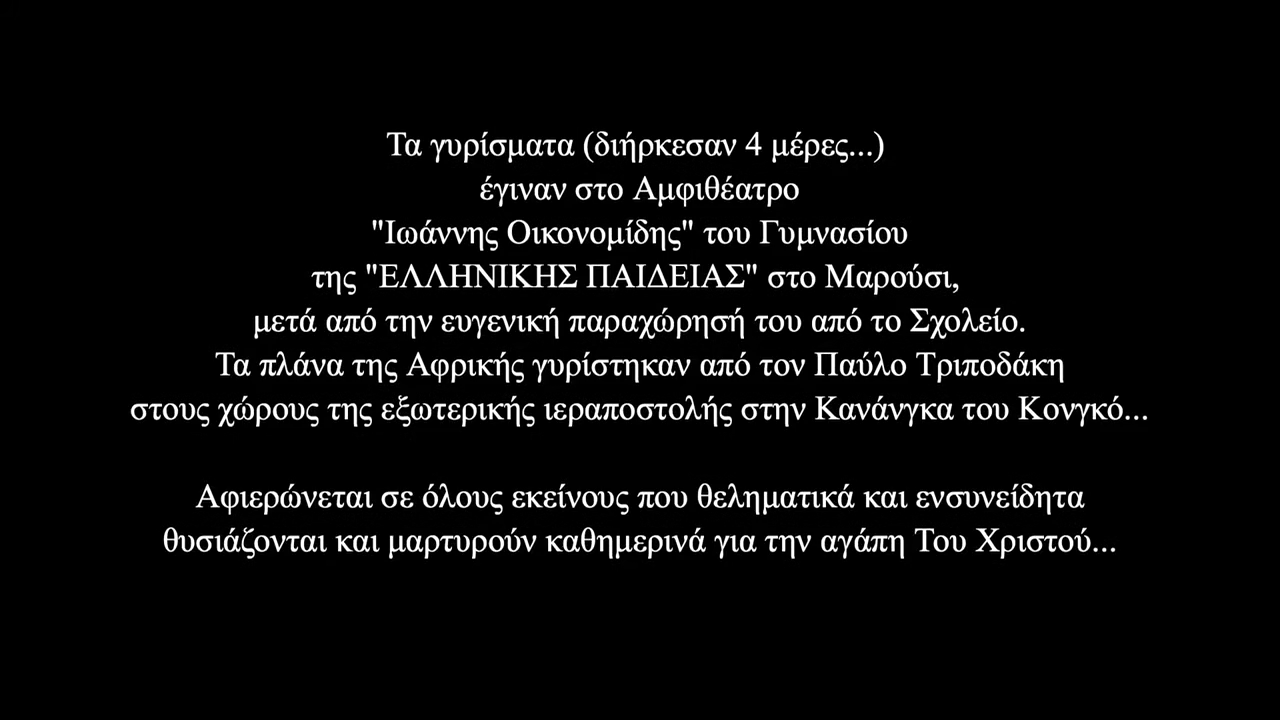 Τα γυρίσματα (διήρκεσαν 4 μέρες...)
έγιναν στο Αμφιθέατρο
"Ιωάννης Οικονομίδης" του Γυμνασίου
της "ΕΛΛΗΝΙΚΗΣ ΠΑΙΔΕΙΑΣ" στο Μαρούσι,
μετά από την ευγενική παραχώρησή του από το Σχολείο.
Τα πλάνα της Αφρικής γυρίστηκαν από τον Παύλο Τριποδάκη
στους χώρους της εξωτερικής ιεραποστολής στην Κανάνγκα του Κονγκό...
Αφιερώνεται σε όλους εκείνους που θεληματικά και ενσυνείδητα
θυσιάζονται και μαρτυρούν καθημερινά για την αγάπη Του Χριστού...